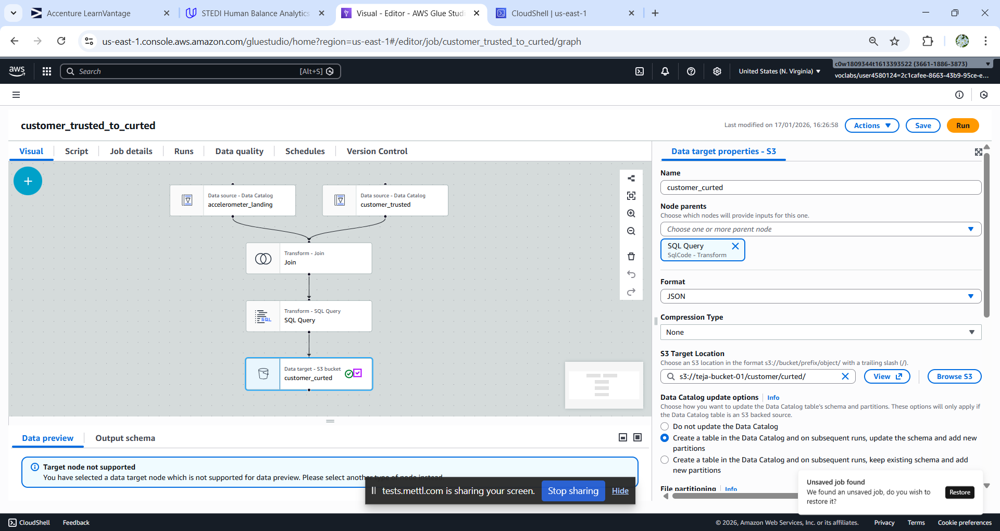 Accenture LearnVantage
STEDI Human Balance Analytics
Visual - Editor - AWS Glue Studi
CloudShell | us-east-1
us-east-1.console.aws.amazon.com/gluestudio/home?region=us-east-1#/editor/job/customer_trusted_to_curted/graph
aws
Search
[Alt+S]
United States (N. Virginia)
c0w1809344t1613393522 (3661-1886-3873)
voclabs/user4580124=2c1cafee-8663-43b9-95ce-e...
customer_trusted_to_curted
Last modified on 17/01/2026, 16:26:58
Actions
Save
Run
Visual
Script
Job details
Runs
Data quality
Schedules
Version Control
Data source - Data Catalog
accelerometer_landing
Data source - Data Catalog
customer_trusted
Transform - Join
Join
Transform - SQL Query
SQL Query
SQL
Data target - S3 bucket
customer_curted
Data preview
Output schema
Target node not supported
You have selected a data target node which is not supported for data preview. Please select another type of node instead.
Data target properties - S3
Name
customer_curted
Node parents
Choose which nodes will provide inputs for this one.
Choose one or more parent node
SQL Query
SqlCode - Transform
Format
JSON
Compression Type
None
S3 Target Location
Choose an S3 location in the format s3://bucket/prefix/object/ with a trailing slash (/).
s3://teja-bucket-01/customer/curted/
View
Browse S3
Data Catalog update options
Info
Choose how you want to update the Data Catalog table's schema and partitions. These options will only apply if
the Data Catalog table is an S3 backed source.
Do not update the Data Catalog
Create a table in the Data Catalog and on subsequent runs, update the schema and add new
partitions
Create a table in the Data Catalog and on subsequent runs, keep existing schema and add
new partitions
File partitioning
Info
Unsaved job found
We found an unsaved job, do you wish to
restore it?
Restore
tests.mettl.com is sharing your screen.
Stop sharing
Hide
CloudShell
Feedback
© 2026, Amazon Web Services, Inc. or its affiliates.
Privacy
Terms
Cookie preferences